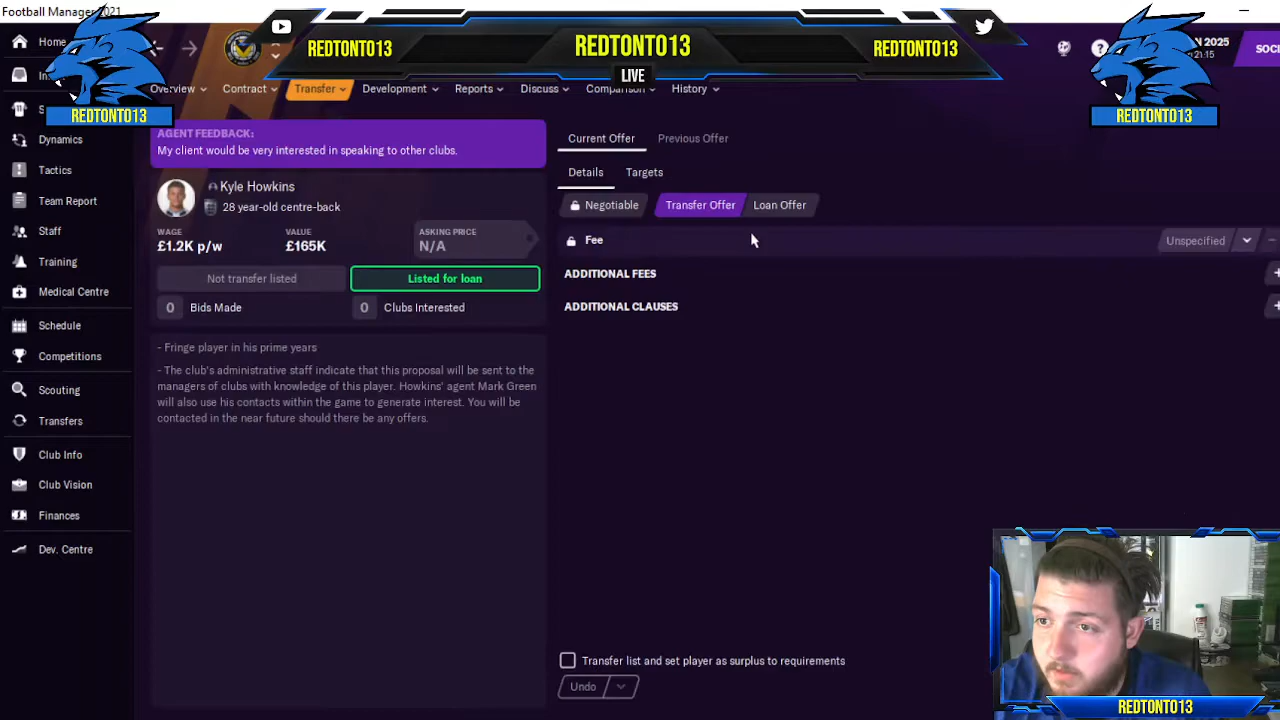 Football Manager 2021
REDTONTO13
REDTONTO13
REDTONTO13
LIVE
Home
2025
21:15
SOCI
REDTONTO13
REDTONTO13
Overview
Contract
Transfer
Development
Reports
Discuss
Comparison
History
Dynamics
Tactics
Team Report
Staff
Training
Medical Centre
Schedule
Competitions
Scouting
Transfers
Club Info
Club Vision
Finances
Dev. Centre
AGENT FEEDBACK:
My client would be very interested in speaking to other clubs.
Kyle Howkins
28 year-old centre-back
WAGE
£1.2K p/w
VALUE
£165K
ASKING PRICE
N/A
Not transfer listed
Listed for loan
0 Bids Made
0 Clubs Interested
- Fringe player in his prime years
- The club's administrative staff indicate that this proposal will be sent to the
managers of clubs with knowledge of this player. Howkins' agent Mark Green
will also use his contacts within the game to generate interest. You will be
contacted in the near future should there be any offers.
Current Offer
Previous Offer
Details
Targets
Negotiable
Transfer Offer
Loan Offer
Fee
Unspecified
ADDITIONAL FEES
ADDITIONAL CLAUSES
Transfer list and set player as surplus to requirements
Undo
REDTONTO13